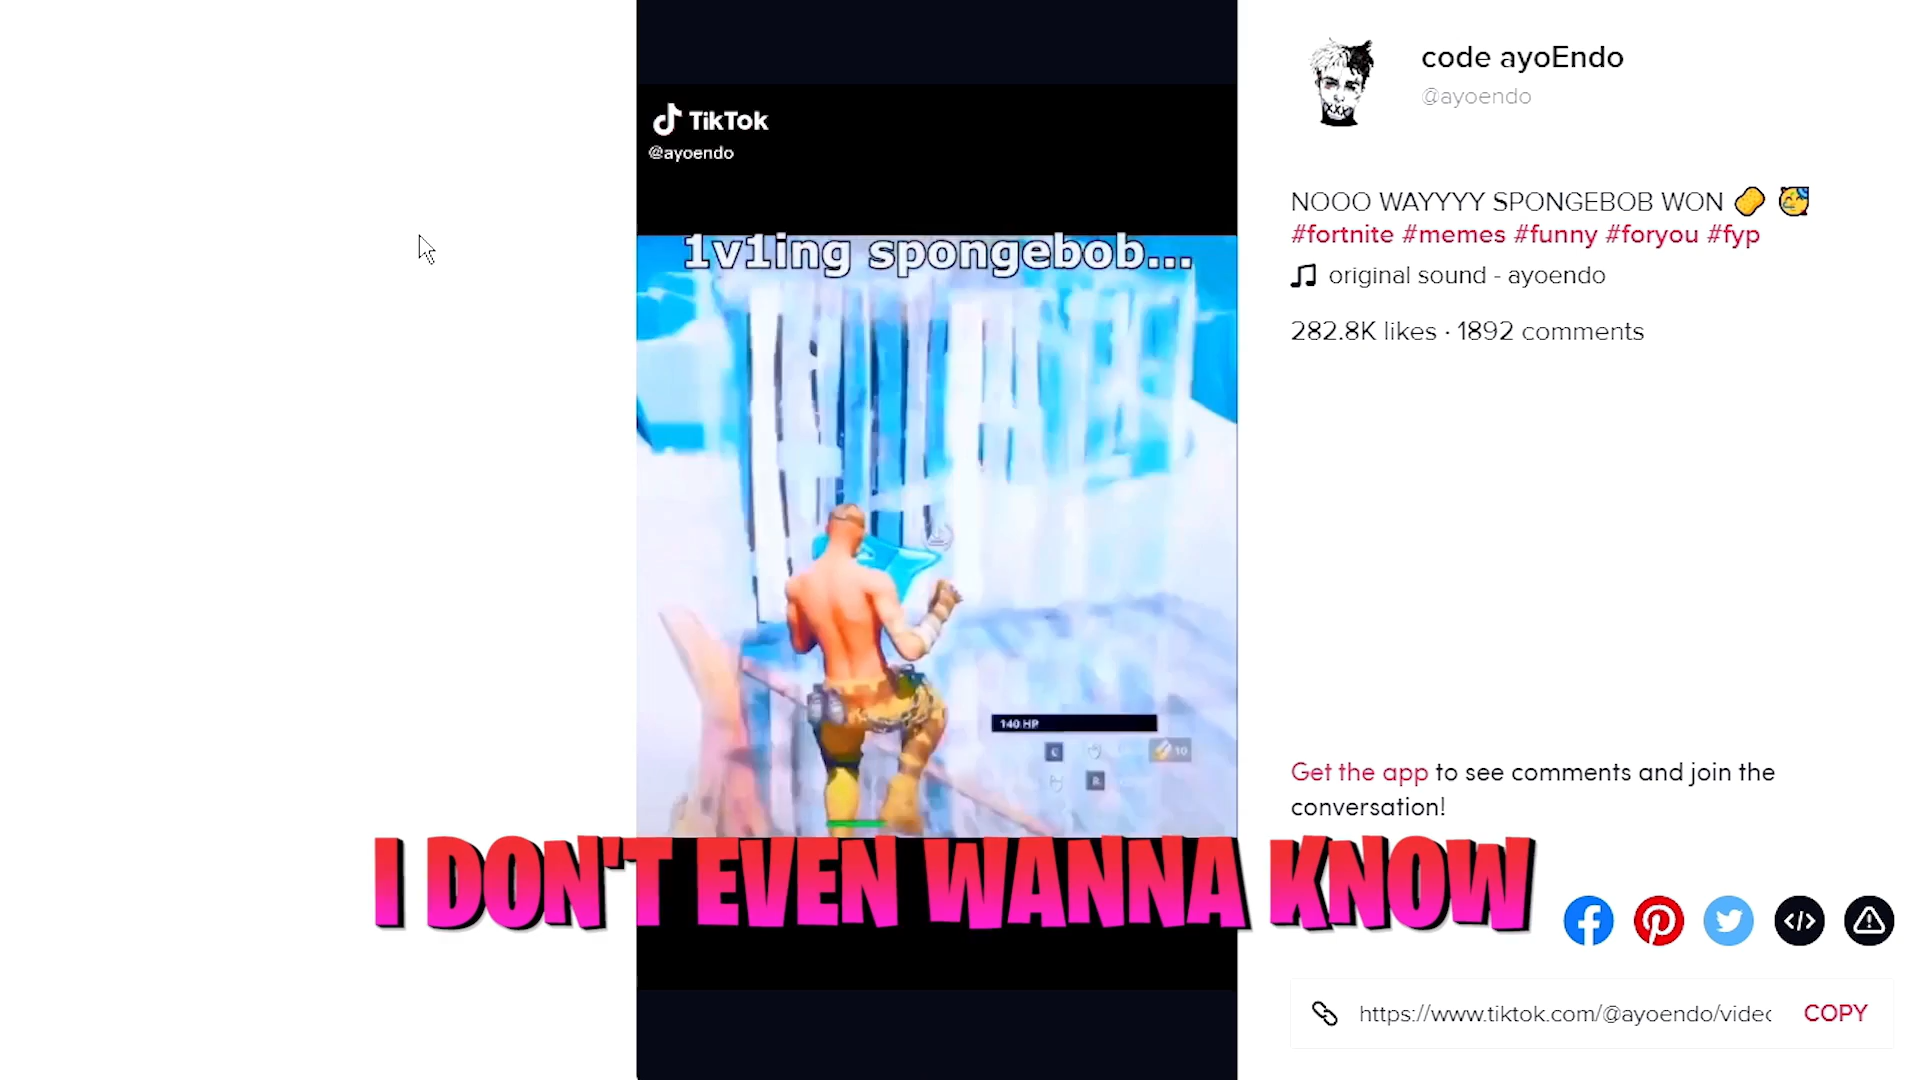 TikTok
@ayoendo
1v1ing spongebob...
140 HP
C
10
R
I DON'T EVEN WANNA KNOW
code ayoEndo
@ayoendo
NOOO WAYYYY SPONGEBOB WON 🧽 🥳
#fortnite #memes #funny #foryou #fyp
original sound - ayoendo
282.8K likes · 1892 comments
Get the app to see comments and join the
conversation!
https://www.tiktok.com/@ayoendo/videc
COPY